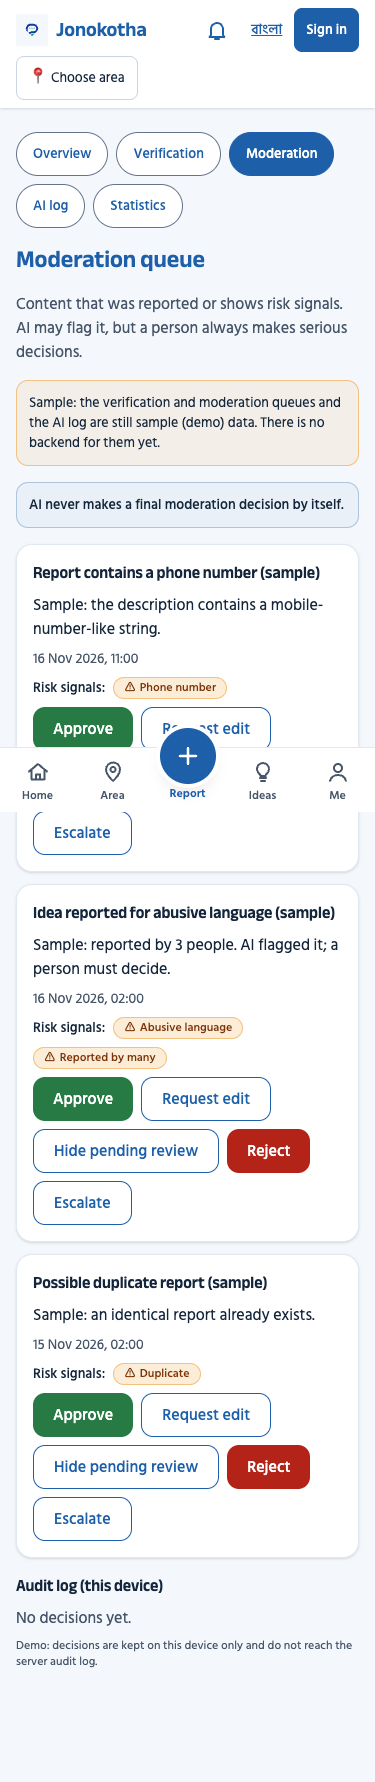 Jonokotha
বাংলা
Sign in
Choose area
Overview
Verification
Moderation
AI log
Statistics
Moderation queue
Content that was reported or shows risk signals.
AI may flag it, but a person always makes serious
decisions.
Sample: the verification and moderation queues and
the AI log are still sample (demo) data. There is no
backend for them yet.
AI never makes a final moderation decision by itself.
Report contains a phone number (sample)
Sample: the description contains a mobile-
number-like string.
16 Nov 2026, 11:00
Risk signals: Phone number
Approve
Request edit
Home
Area
Report
Ideas
Me
Escalate
Idea reported for abusive language (sample)
Sample: reported by 3 people. AI flagged it; a
person must decide.
16 Nov 2026, 02:00
Risk signals: Abusive language
Reported by many
Approve
Request edit
Hide pending review
Reject
Escalate
Possible duplicate report (sample)
Sample: an identical report already exists.
15 Nov 2026, 02:00
Risk signals: Duplicate
Approve
Request edit
Hide pending review
Reject
Escalate
Audit log (this device)
No decisions yet.
Demo: decisions are kept on this device only and do not reach the
server audit log.